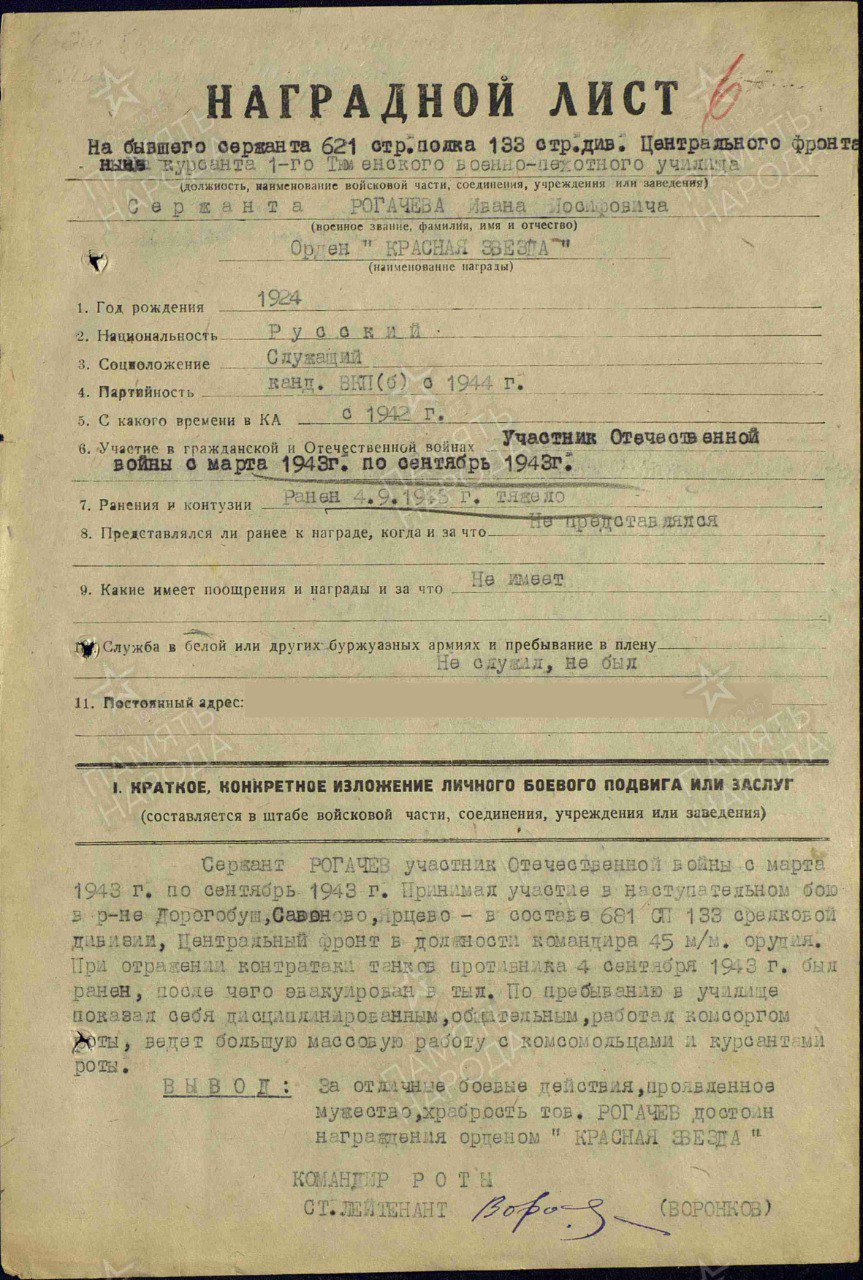 НАГРАДНОЙ ЛИСТ 6
На бывшего сержанта 621 стр.полка 133 стр.див. Центрального фронта
ныне курсанта 1-го Тюменского военно-пехотного училища
(должность, наименование войсковой части, соединения, учреждения или заведения)
Сержанта РОГАЧЕВА Ивана Иосифовича
(военное звание, фамилия, имя и отчество)
Орден " КРАСНАЯ ЗВЕЗДА "
(наименование награды)
1. Год рождения 1924
2. Национальность Русский
3. Соцположение Служащий
4. Партийность канд. ВКП(б) с 1944 г.
5. С какого времени в КА с 1942 г.
6. Участие в гражданской и Отечественной войнах Участник Отечественной
войны с марта 1943г. по сентябрь 1943г.
7. Ранения и контузии Ранен 4.9.1943 г. тяжело
8. Представлялся ли ранее к награде, когда и за что Не представлялся
9. Какие имеет поощрения и награды и за что Не имеет
Служба в белой или других буржуазных армиях и пребывание в плену
Не служил, не был
11. Постоянный адрес:
I. КРАТКОЕ, КОНКРЕТНОЕ ИЗЛОЖЕНИЕ ЛИЧНОГО БОЕВОГО ПОДВИГА ИЛИ ЗАСЛУГ
(составляется в штабе войсковой части, соединения, учреждения или заведения)
Сержант РОГАЧЕВ участник Отечественной войны с марта
1943 г. по сентябрь 1943 г. Принимал участие в наступательном бою
в р-не Дорогобуш, Савоново, Ярцево - в составе 681 СП 133 срелковой
дивизии, Центральный фронт в должности командира 45 м/м. орудия.
При отражении контратаки танков противника 4 сентября 1943 г. был
ранен, после чего эвакуирован в тыл. По пребыванию в училище
показал себя дисциплинированным, общительным, работал комсоргом
роты, ведет большую массовую работу с комсомольцами и курсантами
роты.
ВЫВОД: За отличные боевые действия, проявленное
мужество, храбрость тов. РОГАЧЕВ достоин
награждения орденом " КРАСНАЯ ЗВЕЗДА "
КОМАНДИР РОТЫ
СТ.ЛЕЙТЕНАНТ (ВОРОНКОВ)
ПАМЯТЬ НАРОДА